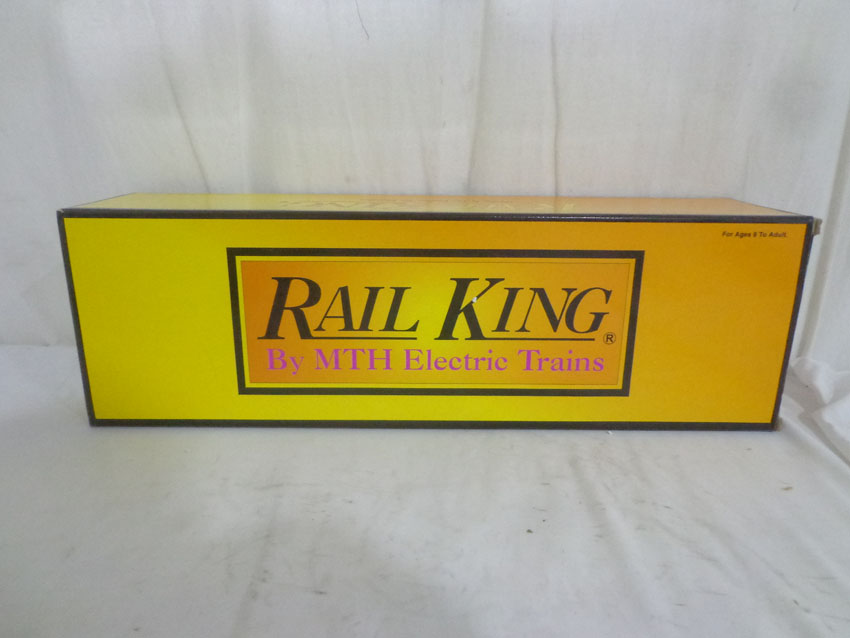 For Ages 8 To Adult.
RAIL KING®
By MTH Electric Trains